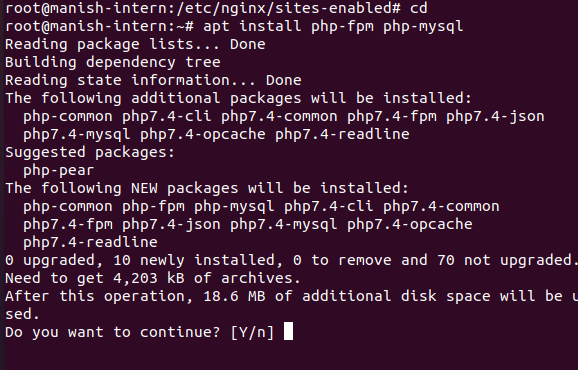 root@manish-intern:/etc/nginx/sites-enabled# cd
root@manish-intern:~# apt install php-fpm php-mysql
Reading package lists... Done
Building dependency tree
Reading state information... Done
The following additional packages will be installed:
  php-common php7.4-cli php7.4-common php7.4-fpm php7.4-json
  php7.4-mysql php7.4-opcache php7.4-readline
Suggested packages:
  php-pear
The following NEW packages will be installed:
  php-common php-fpm php-mysql php7.4-cli php7.4-common
  php7.4-fpm php7.4-json php7.4-mysql php7.4-opcache
  php7.4-readline
0 upgraded, 10 newly installed, 0 to remove and 70 not upgraded.
Need to get 4,203 kB of archives.
After this operation, 18.6 MB of additional disk space will be u
sed.
Do you want to continue? [Y/n]